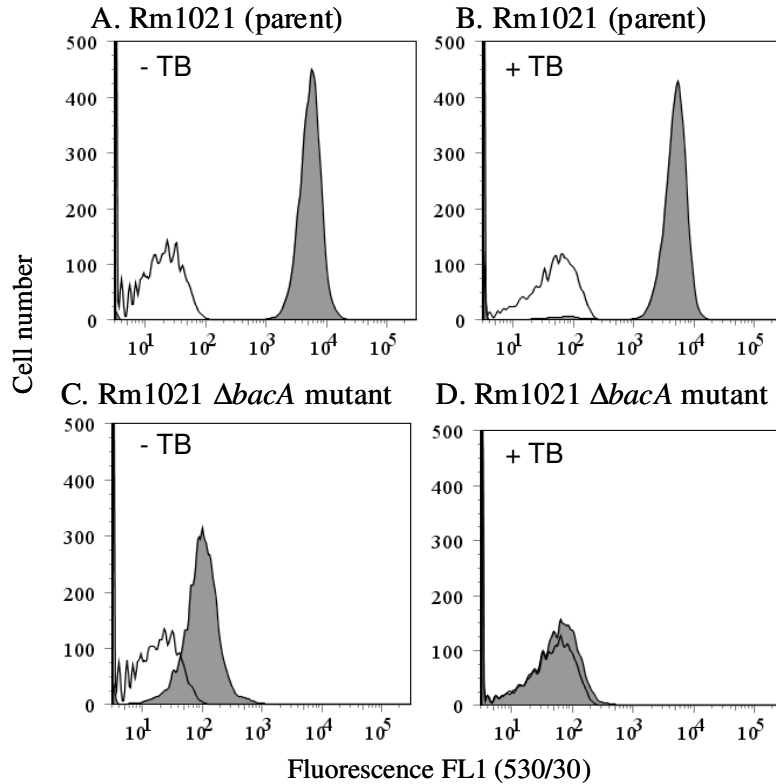 A. Rm1021 (parent)
- TB
500
400
300
200
100
0
10¹ 10² 10³ 10⁴ 10⁵
B. Rm1021 (parent)
+ TB
500
400
300
200
100
0
10¹ 10² 10³ 10⁴ 10⁵
Cell number
C. Rm1021 ΔbacA mutant
- TB
500
400
300
200
100
0
10¹ 10² 10³ 10⁴ 10⁵
D. Rm1021 ΔbacA mutant
+ TB
500
400
300
200
100
0
10¹ 10² 10³ 10⁴ 10⁵
Fluorescence FL1 (530/30)